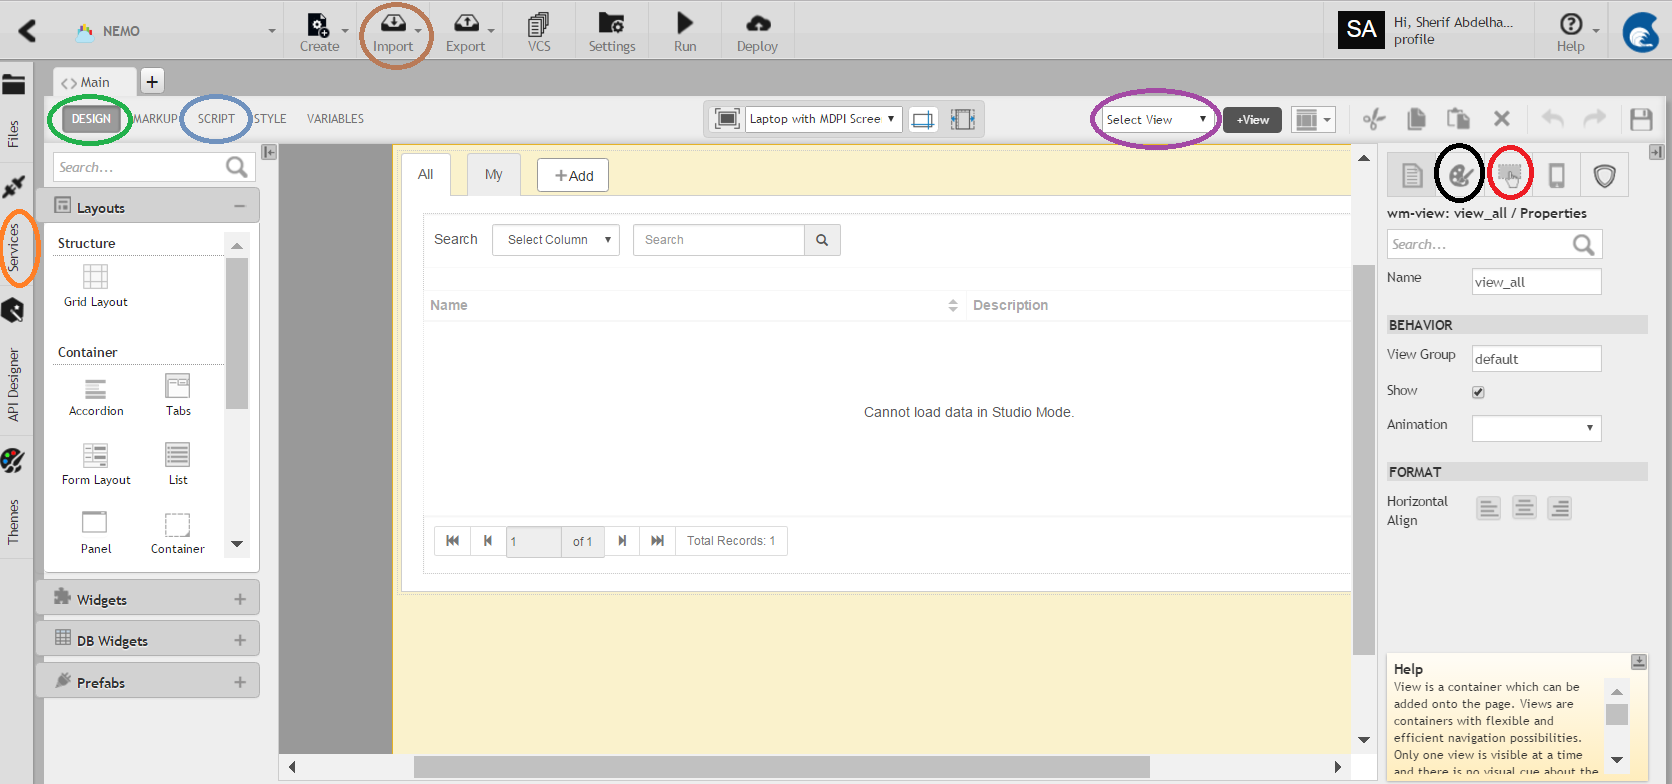 NEMO
Create
Import
Export
VCS
Settings
Run
Deploy
SA
Hi, Sherif Abdelha...
profile
Help
Main
+
DESIGN
MARKUP
SCRIPT
STYLE
VARIABLES
Laptop with MDPI Scree
Select View
+View
Files
Services
API Designer
Themes
Search...
Layouts
Structure
Grid Layout
Container
Accordion
Tabs
Form Layout
List
Panel
Container
Widgets
DB Widgets
Prefabs
All
My
+Add
Search
Select Column
Search
Name
Description
Cannot load data in Studio Mode.
1
of 1
Total Records: 1
wm-view: view_all / Properties
Search...
Name
view_all
BEHAVIOR
View Group
default
Show
Animation
FORMAT
Horizontal
Align
Help
View is a container which can be
added onto the page. Views are
containers with flexible and
efficient navigation possibilities.
Only one view is visible at a time
and there is no visual cue about the